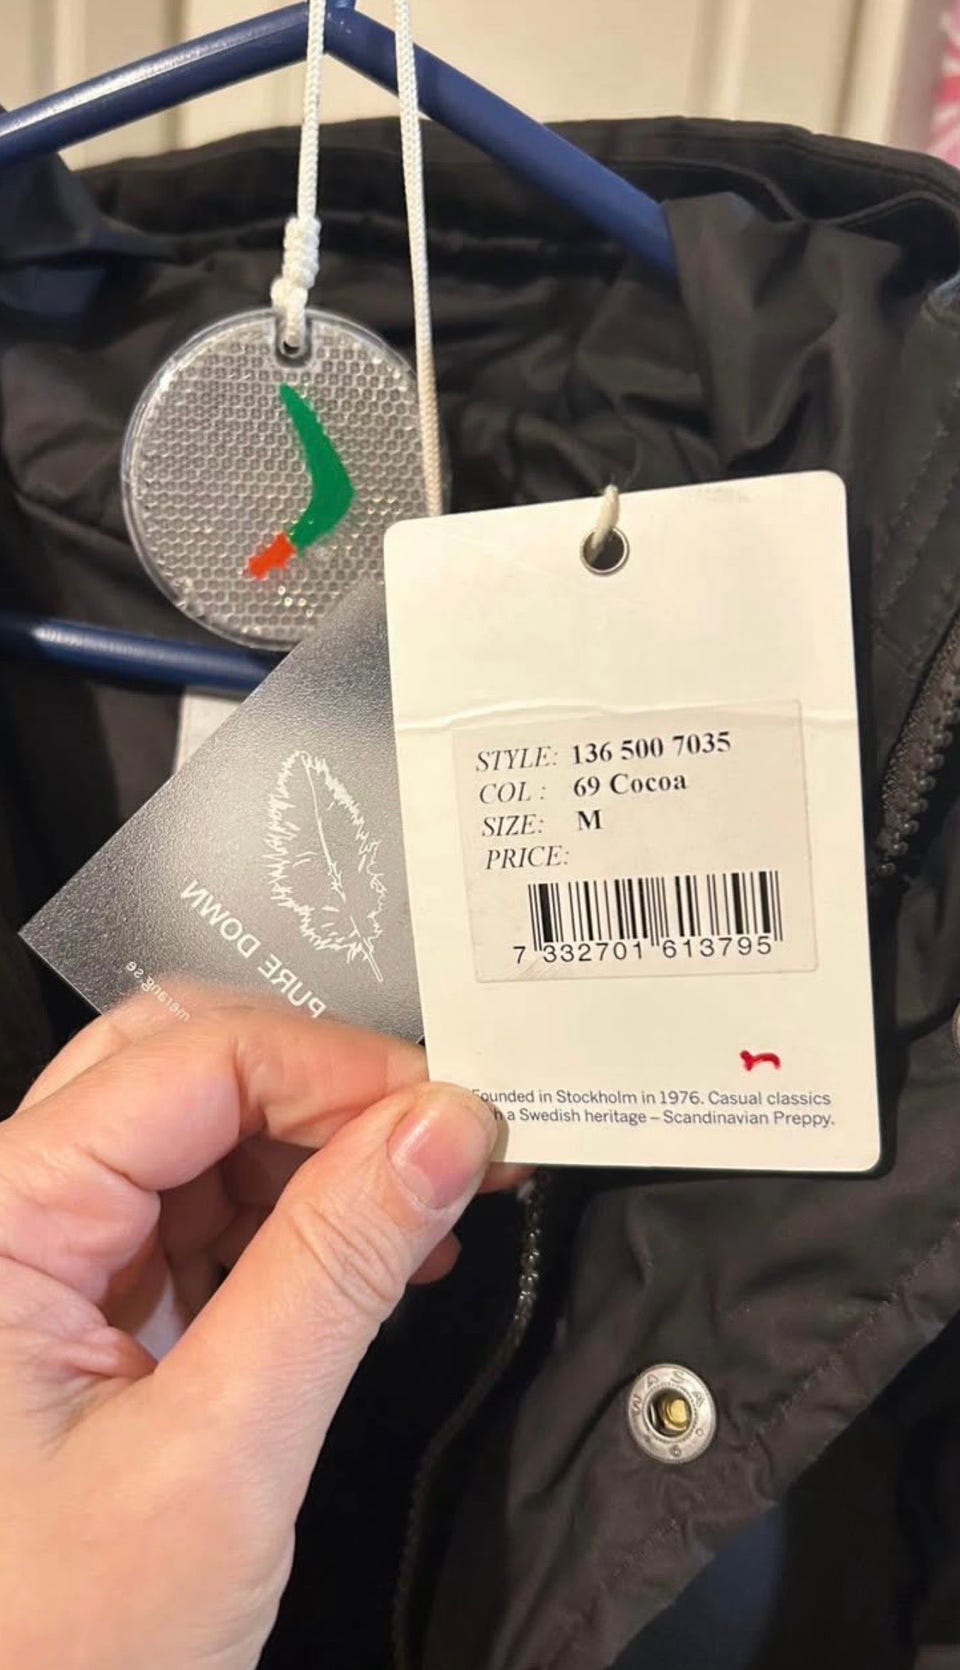 STYLE: 136 500 7035
COL : 69 Cocoa
SIZE: M
PRICE:
7 332701 613795
Founded in Stockholm in 1976. Casual classics
a Swedish heritage – Scandinavian Preppy.
PURE DOWN
merang.se
WASA